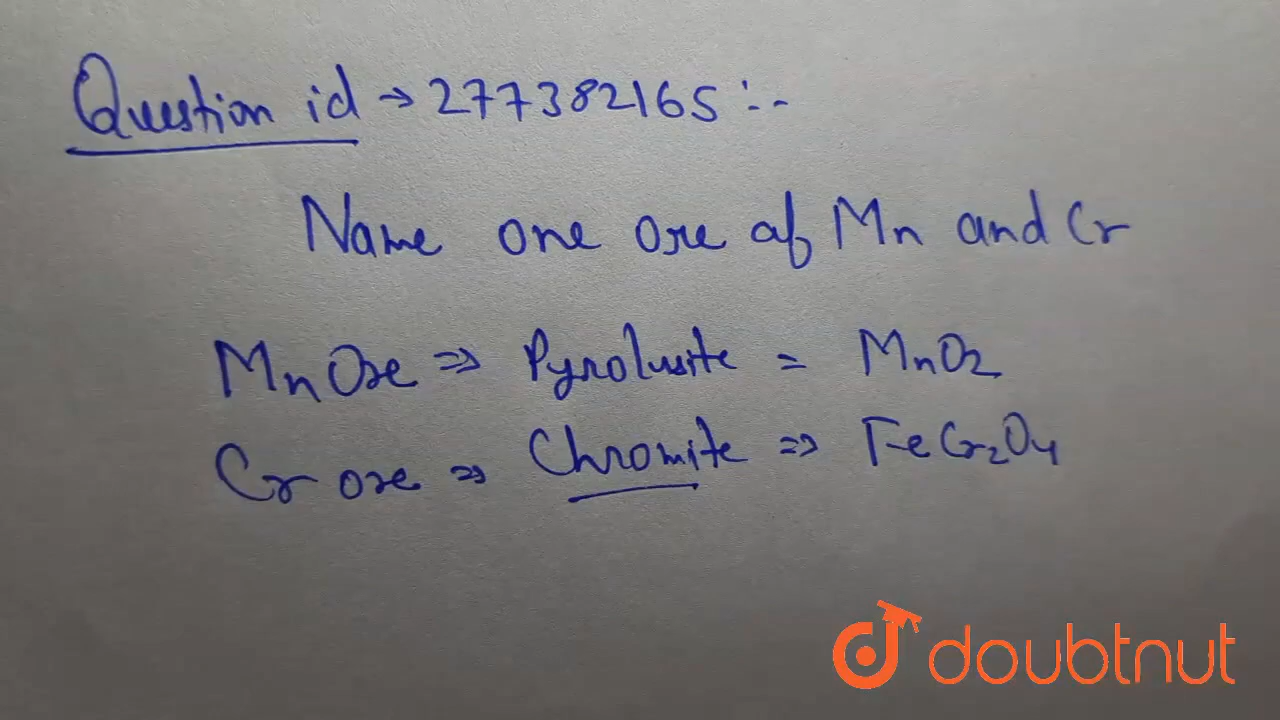 Question id → 277382165 :-
Name one ore of Mn and Cr
Mn Ore ⇒ Pyrolusite = MnO2
Cr ore ⇒ Chromite ⇒ FeCr2O4
doubtnut